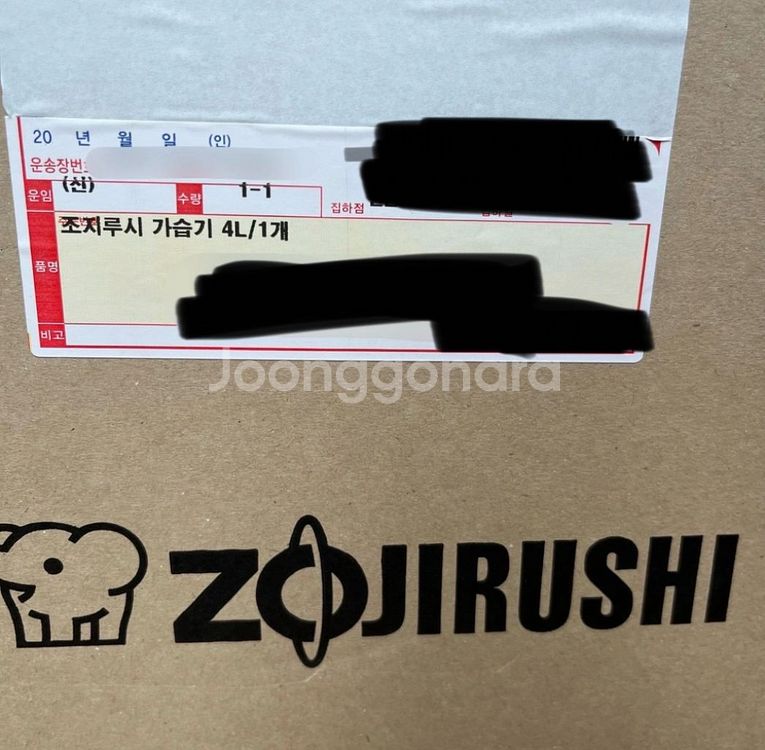 20 년 월 일 (인)
운송장번호
운임 (신) 수량 1-1 집하점
조지루시 가습기 4L/1개
품명
비고
Joonggonara
ZOJIRUSHI